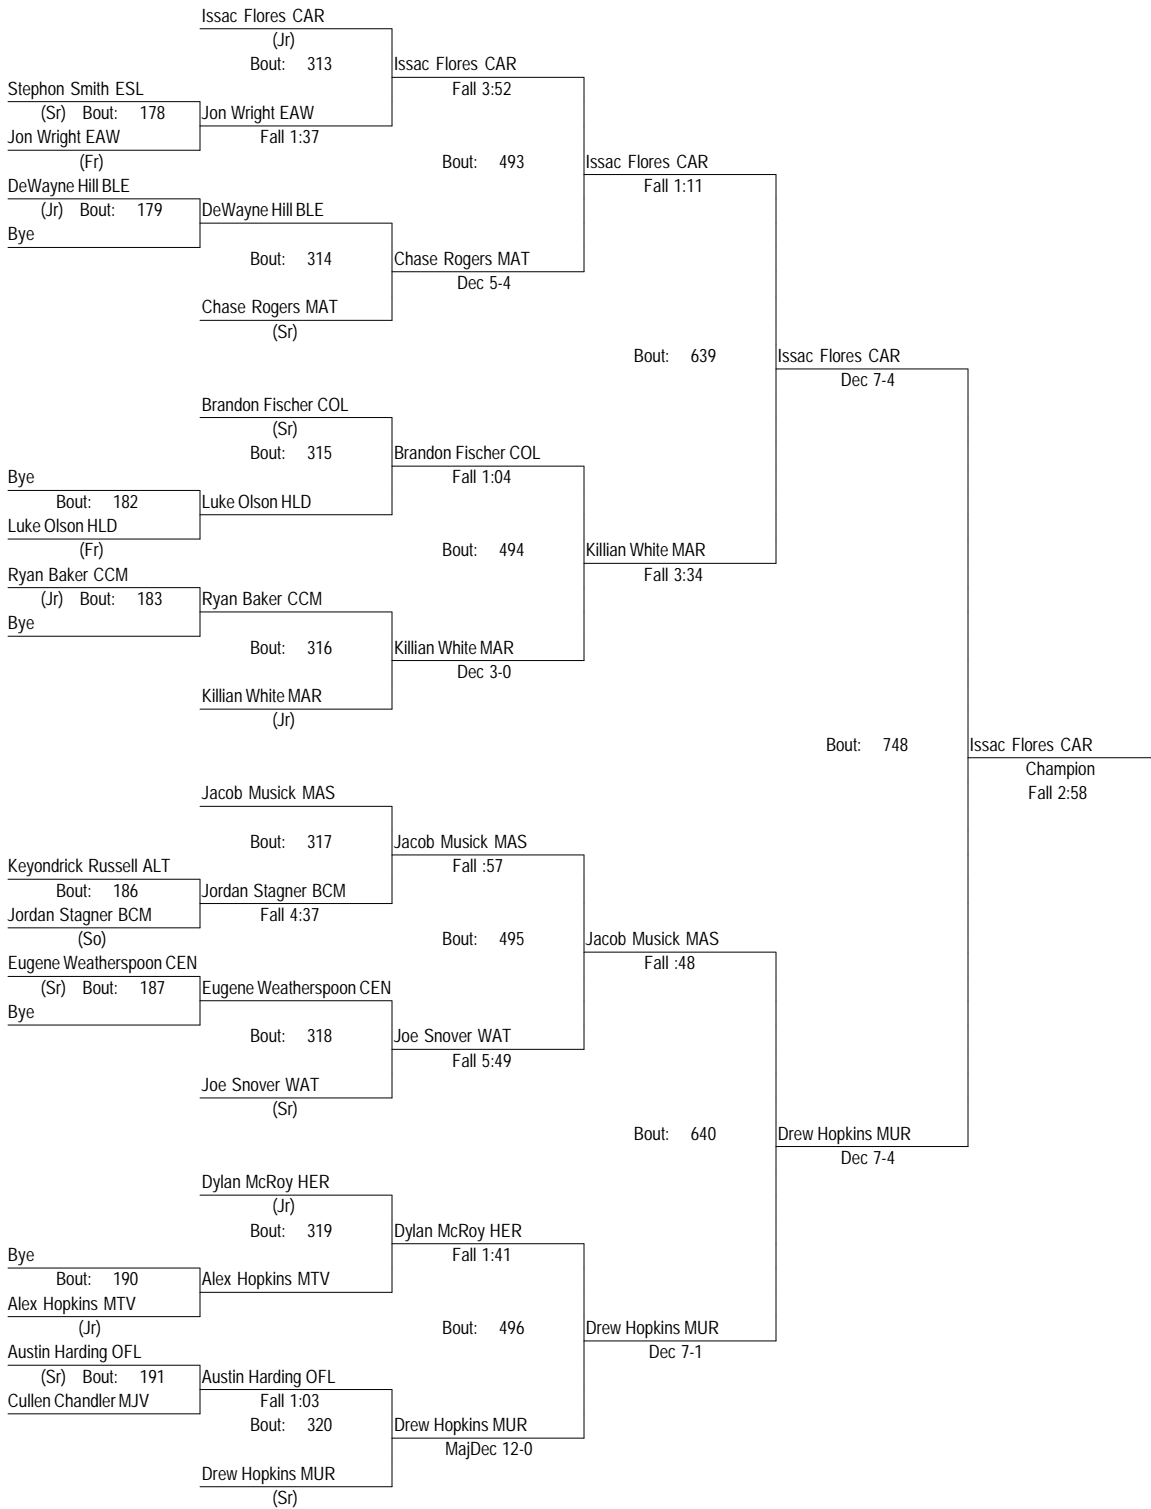 Issac Flores CAR
(Jr)
Bout: 313
Issac Flores CAR
Fall 3:52
Stephon Smith ESL
(Sr) Bout: 178
Jon Wright EAW
Jon Wright EAW
Fall 1:37
(Fr)
Bout: 493
Issac Flores CAR
Fall 1:11
DeWayne Hill BLE
(Jr) Bout: 179
DeWayne Hill BLE
Bye
Bout: 314
Chase Rogers MAT
Dec 5-4
Chase Rogers MAT
(Sr)
Bout: 639
Issac Flores CAR
Dec 7-4
Brandon Fischer COL
(Sr)
Bout: 315
Brandon Fischer COL
Fall 1:04
Bye
Bout: 182
Luke Olson HLD
Luke Olson HLD
(Fr)
Bout: 494
Killian White MAR
Fall 3:34
Ryan Baker CCM
(Jr) Bout: 183
Ryan Baker CCM
Bye
Bout: 316
Killian White MAR
Dec 3-0
Killian White MAR
(Jr)
Bout: 748
Issac Flores CAR
Champion
Fall 2:58
Jacob Musick MAS
Bout: 317
Jacob Musick MAS
Fall :57
Keyondrick Russell ALT
Bout: 186
Jordan Stagner BCM
Jordan Stagner BCM
Fall 4:37
(So)
Bout: 495
Jacob Musick MAS
Fall :48
Eugene Weatherspoon CEN
(Sr) Bout: 187
Eugene Weatherspoon CEN
Bye
Bout: 318
Joe Snover WAT
Fall 5:49
Joe Snover WAT
(Sr)
Bout: 640
Drew Hopkins MUR
Dec 7-4
Dylan McRoy HER
(Jr)
Bout: 319
Dylan McRoy HER
Fall 1:41
Bye
Bout: 190
Alex Hopkins MTV
Alex Hopkins MTV
(Jr)
Bout: 496
Drew Hopkins MUR
Dec 7-1
Austin Harding OFL
(Sr) Bout: 191
Austin Harding OFL
Cullen Chandler MJV
Fall 1:03
Bout: 320
Drew Hopkins MUR
MajDec 12-0
Drew Hopkins MUR
(Sr)